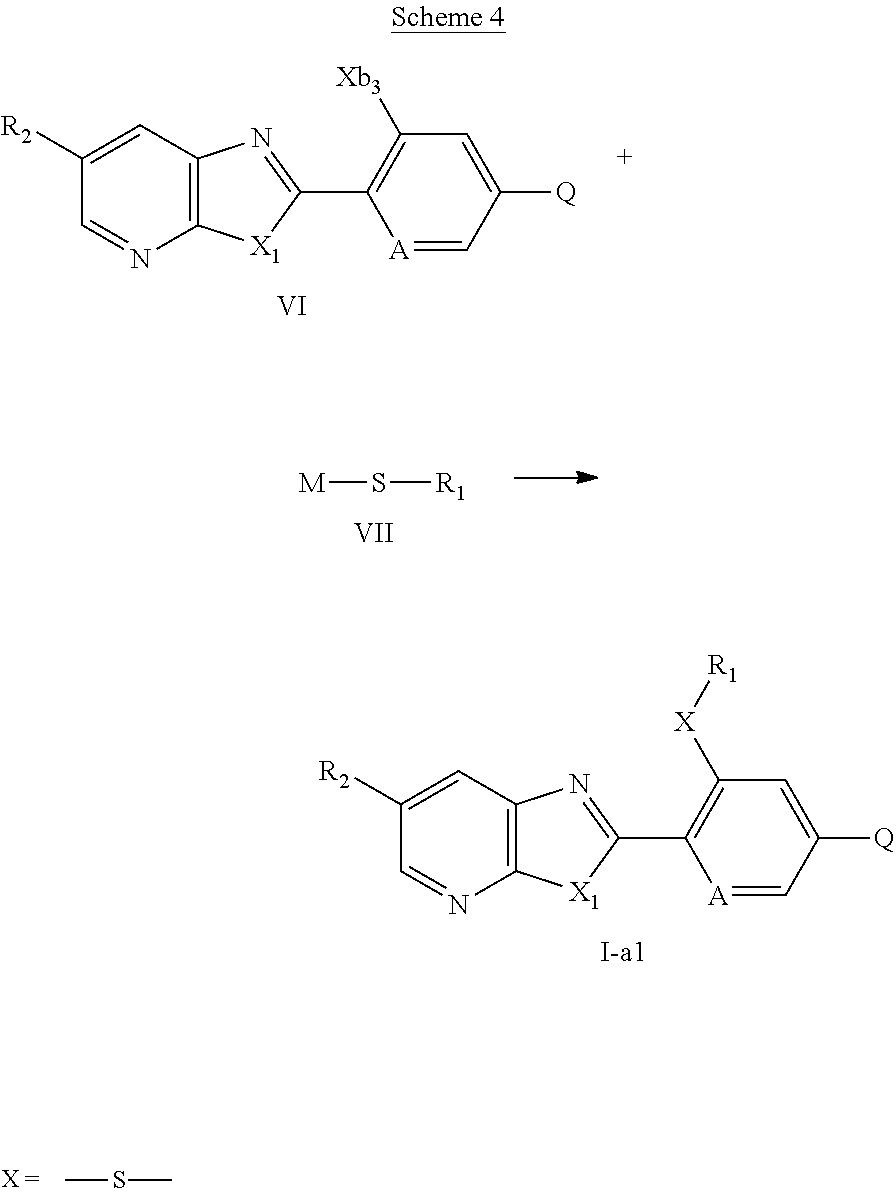 Scheme 4
Xb3
R2
N
+
Q
N
X1
A
VI
M—S—R1
VII
R1
X
R2
N
Q
N
X1
A
I-a1
X = —S—